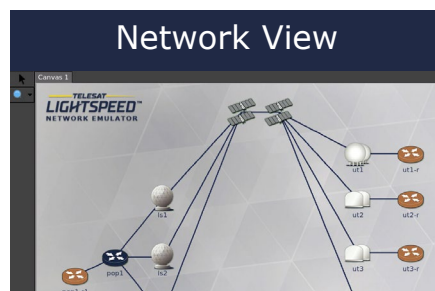 Network View
Canvas 1
TELESAT
LIGHTSPEED™
NETWORK EMULATOR
ut1
ut1-r
ls1
ut2
ut2-r
pop1
ls2
ut3
ut3-r